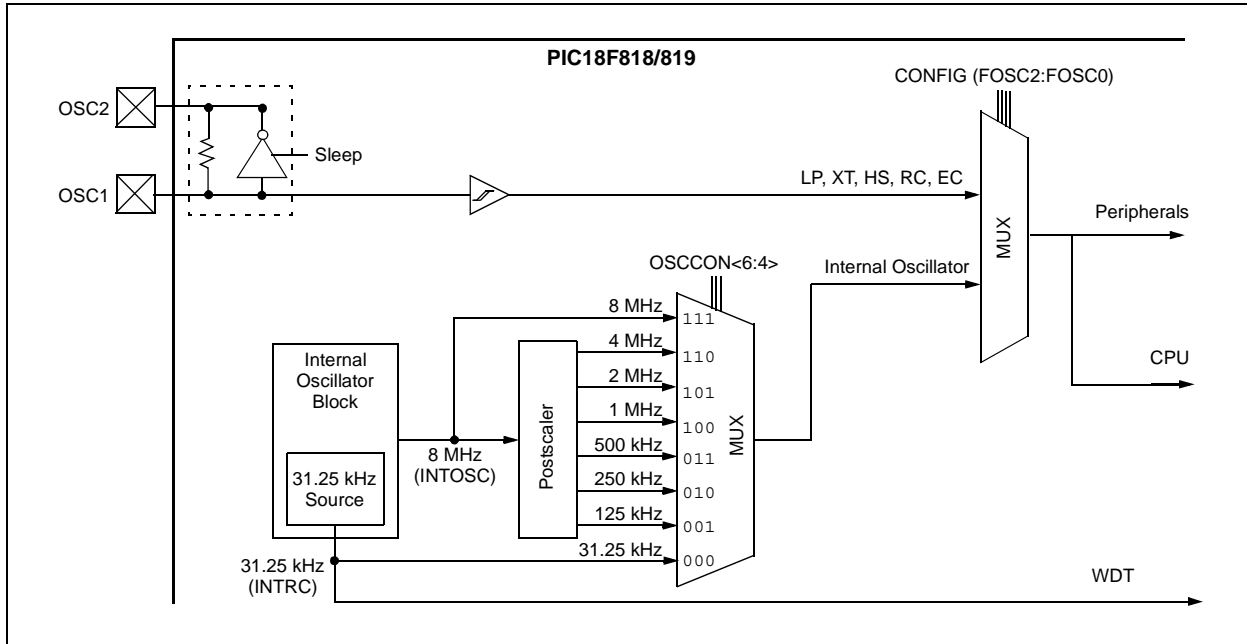 PIC18F818/819
CONFIG (FOSC2:FOSC0)
OSC2
Sleep
OSC1
LP, XT, HS, RC, EC
MUX
Peripherals
OSCCON<6:4>
Internal Oscillator
CPU
8 MHz
111
4 MHz
110
2 MHz
101
1 MHz
100
500 kHz
011
250 kHz
010
125 kHz
001
31.25 kHz
000
MUX
Internal
Oscillator
Block
31.25 kHz
Source
8 MHz
(INTOSC)
Postscaler
31.25 kHz
(INTRC)
WDT